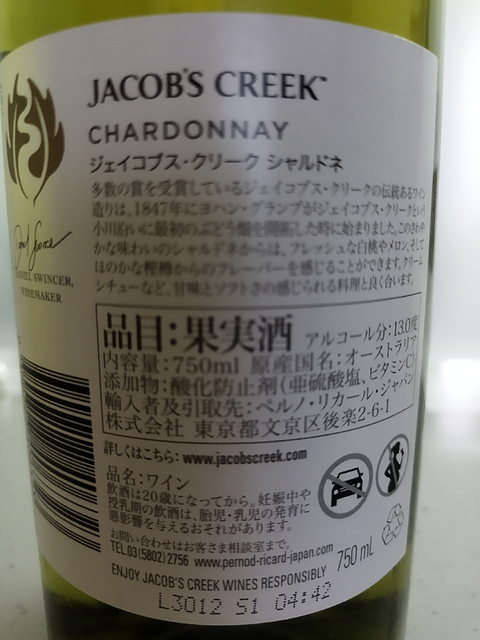 JACOB'S CREEK™
CHARDONNAY
ジェイコブス・クリーク シャルドネ
多数の賞を受賞しているジェイコブス・クリークの伝統あるワイン
造りは、1847年にヨハン・グランプがジェイコブス・クリークという
小川沿いに最初のぶどう畑を開拓した時に始まりました。このさわや
かな味わいのシャルドネからは、フレッシュな白桃やメロン、そして
ほのかな樫樽からのフレーバーを感じることができます。クリーム
シチューなど、甘味とソフトさの感じられる料理と良く合います。
DANIEL SWINCER,
WINEMAKER
品目:果実酒 アルコール分:13.0度
内容量:750ml 原産国名:オーストラリア
添加物:酸化防止剤(亜硫酸塩、ビタミンC)
輸入者及び引取先:ペルノ・リカール・ジャパン
株式会社 東京都文京区後楽2-6-1
詳しくはこちら: www.jacobscreek.com
品名:ワイン
飲酒は20歳になってから。妊娠中や
授乳期の飲酒は、胎児・乳児の発育に
悪影響を与えるおそれがあります。
お問い合わせはお客さま相談室まで。
TEL.03(5802)2756 www.pernod-ricard-japan.com
750 mL
ENJOY JACOB'S CREEK WINES RESPONSIBLY
L3012 S1 04:42